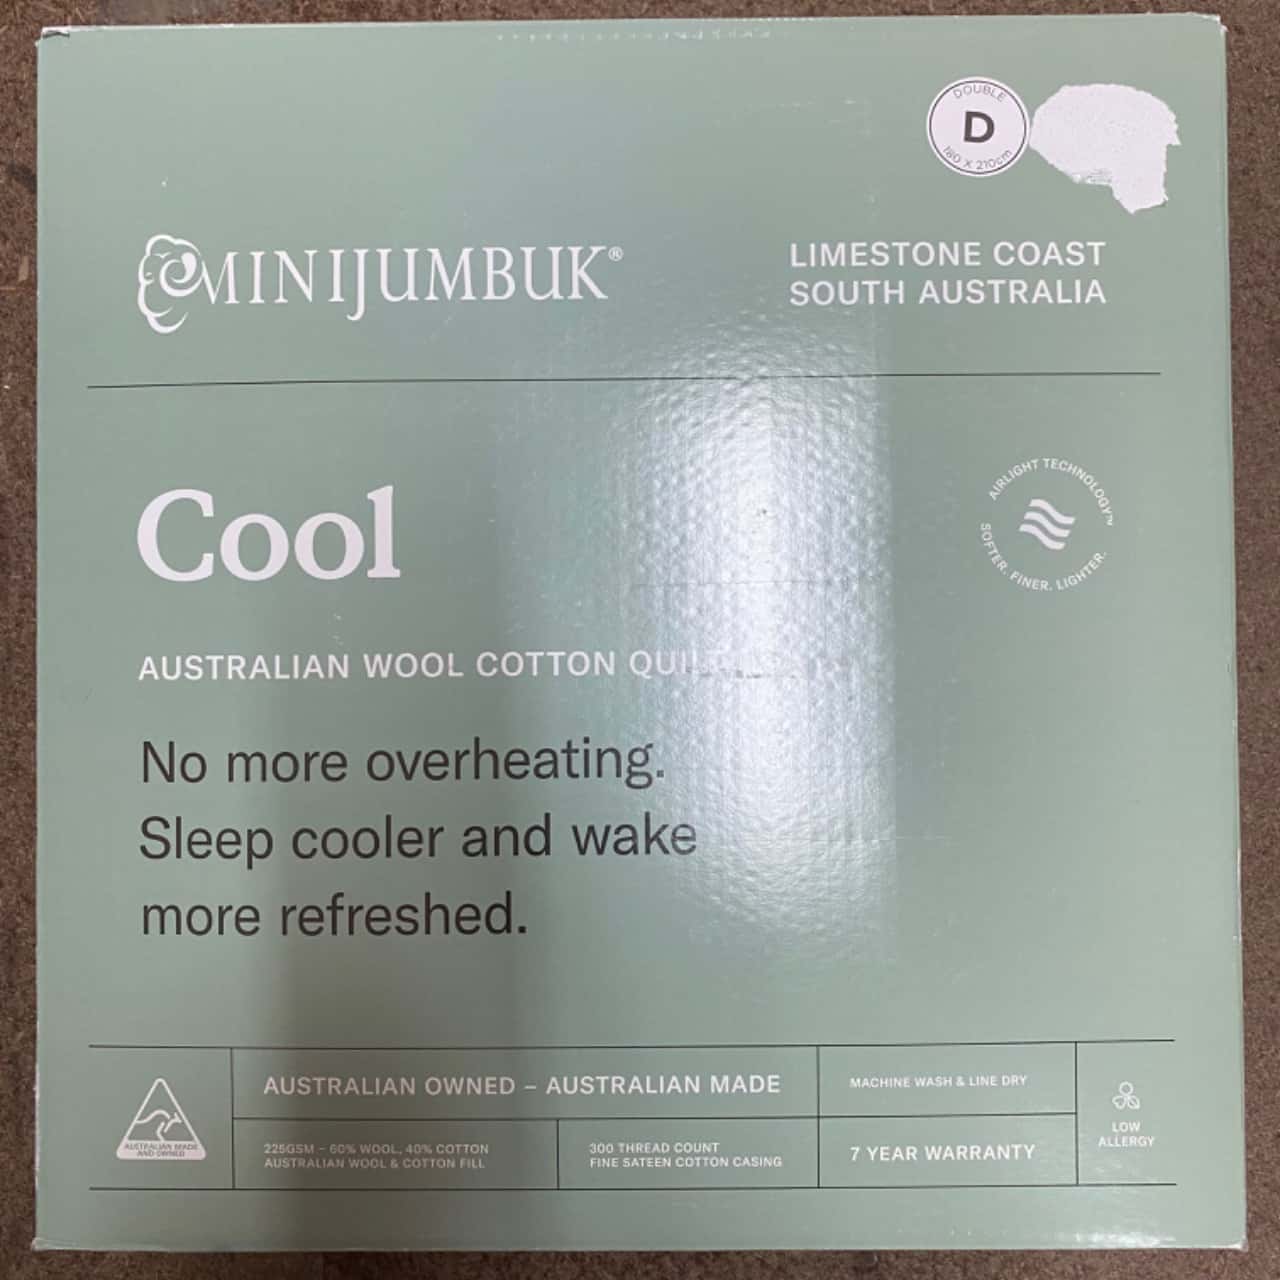 DOUBLE
D
180 X 210cm
MINIJUMBUK®
LIMESTONE COAST
SOUTH AUSTRALIA
Cool
AIRLIGHT TECHNOLOGY™
SOFTER. FINER. LIGHTER.
AUSTRALIAN WOOL COTTON
No more overheating.
Sleep cooler and wake
more refreshed.
AUSTRALIAN MADE
AND OWNED
AUSTRALIAN OWNED – AUSTRALIAN MADE
225GSM – 60% WOOL, 40% COTTON
AUSTRALIAN WOOL & COTTON FILL
300 THREAD COUNT
FINE SATEEN COTTON CASING
MACHINE WASH & LINE DRY
7 YEAR WARRANTY
LOW
ALLERGY